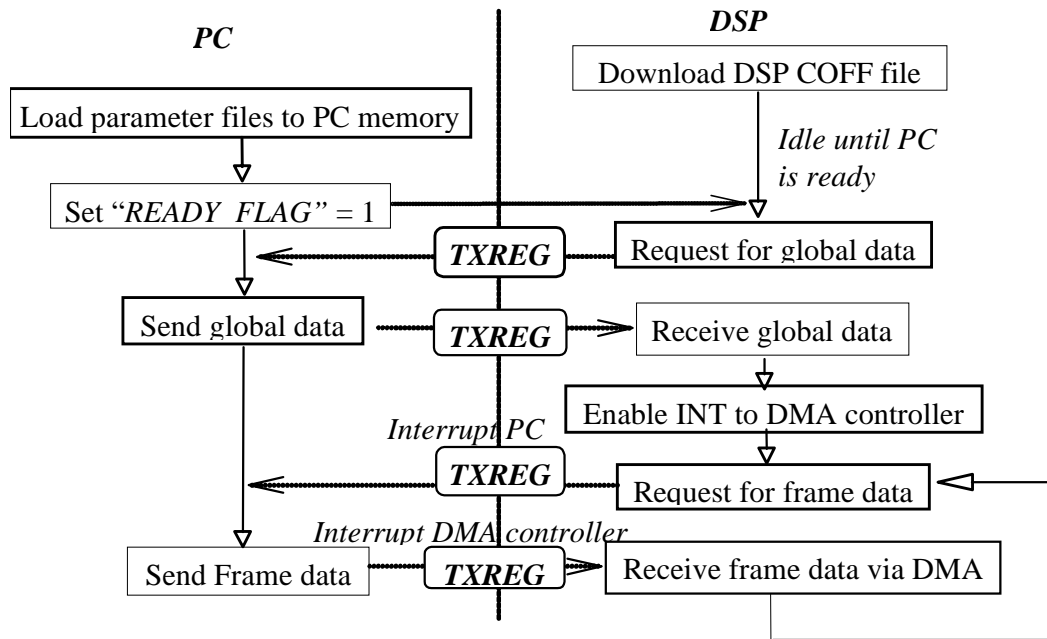 PC
DSP
Download DSP COFF file
Load parameter files to PC memory
Idle until PC
is ready
Set “READY FLAG” = 1
TXREG
Request for global data
Send global data
TXREG
Receive global data
Enable INT to DMA controller
Interrupt PC
TXREG
Request for frame data
Interrupt DMA controller
Send Frame data
TXREG
Receive frame data via DMA